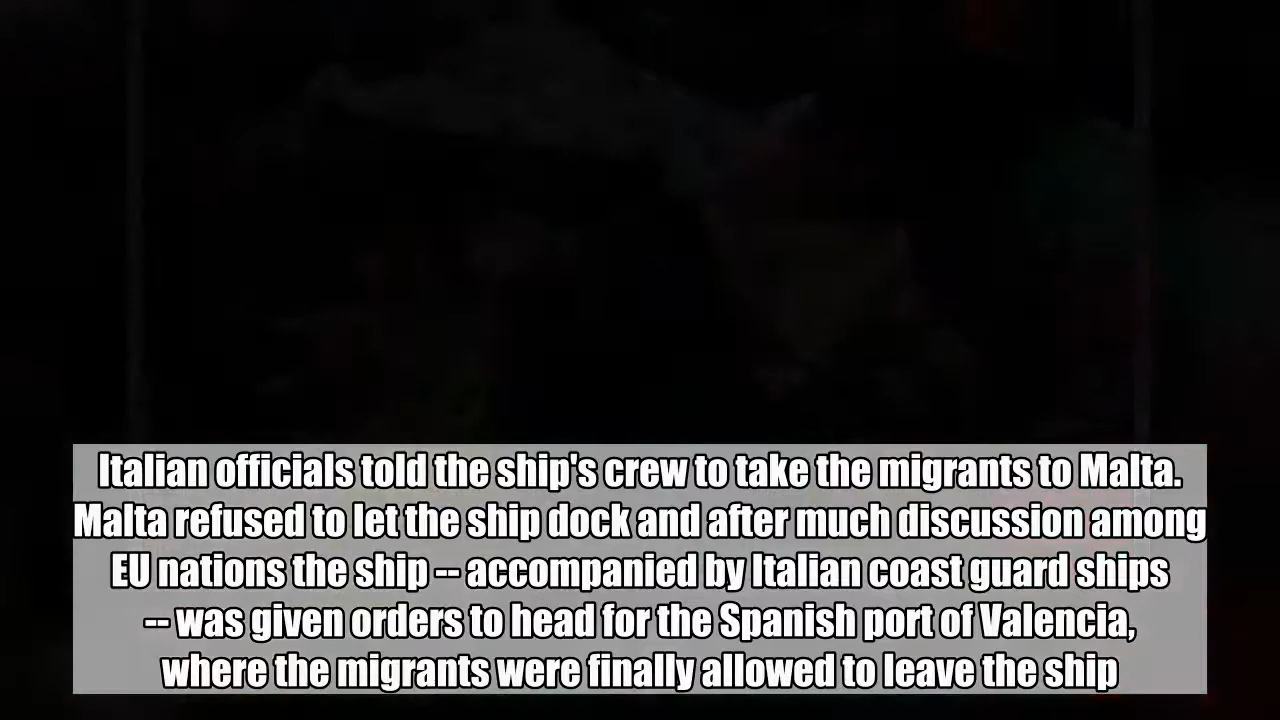 Italian officials told the ship's crew to take the migrants to Malta.
Malta refused to let the ship dock and after much discussion among
EU nations the ship -- accompanied by Italian coast guard ships
-- was given orders to head for the Spanish port of Valencia,
where the migrants were finally allowed to leave the ship